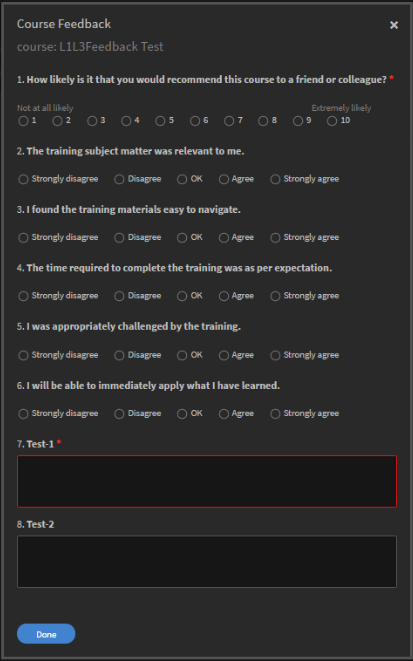 Course Feedback
×
course: L1L3Feedback Test
1. How likely is it that you would recommend this course to a friend or colleague? *
Not at all likely Extremely likely
1 2 3 4 5 6 7 8 9 10
2. The training subject matter was relevant to me.
Strongly disagree Disagree OK Agree Strongly agree
3. I found the training materials easy to navigate.
Strongly disagree Disagree OK Agree Strongly agree
4. The time required to complete the training was as per expectation.
Strongly disagree Disagree OK Agree Strongly agree
5. I was appropriately challenged by the training.
Strongly disagree Disagree OK Agree Strongly agree
6. I will be able to immediately apply what I have learned.
Strongly disagree Disagree OK Agree Strongly agree
7. Test-1 *
8. Test-2
Done